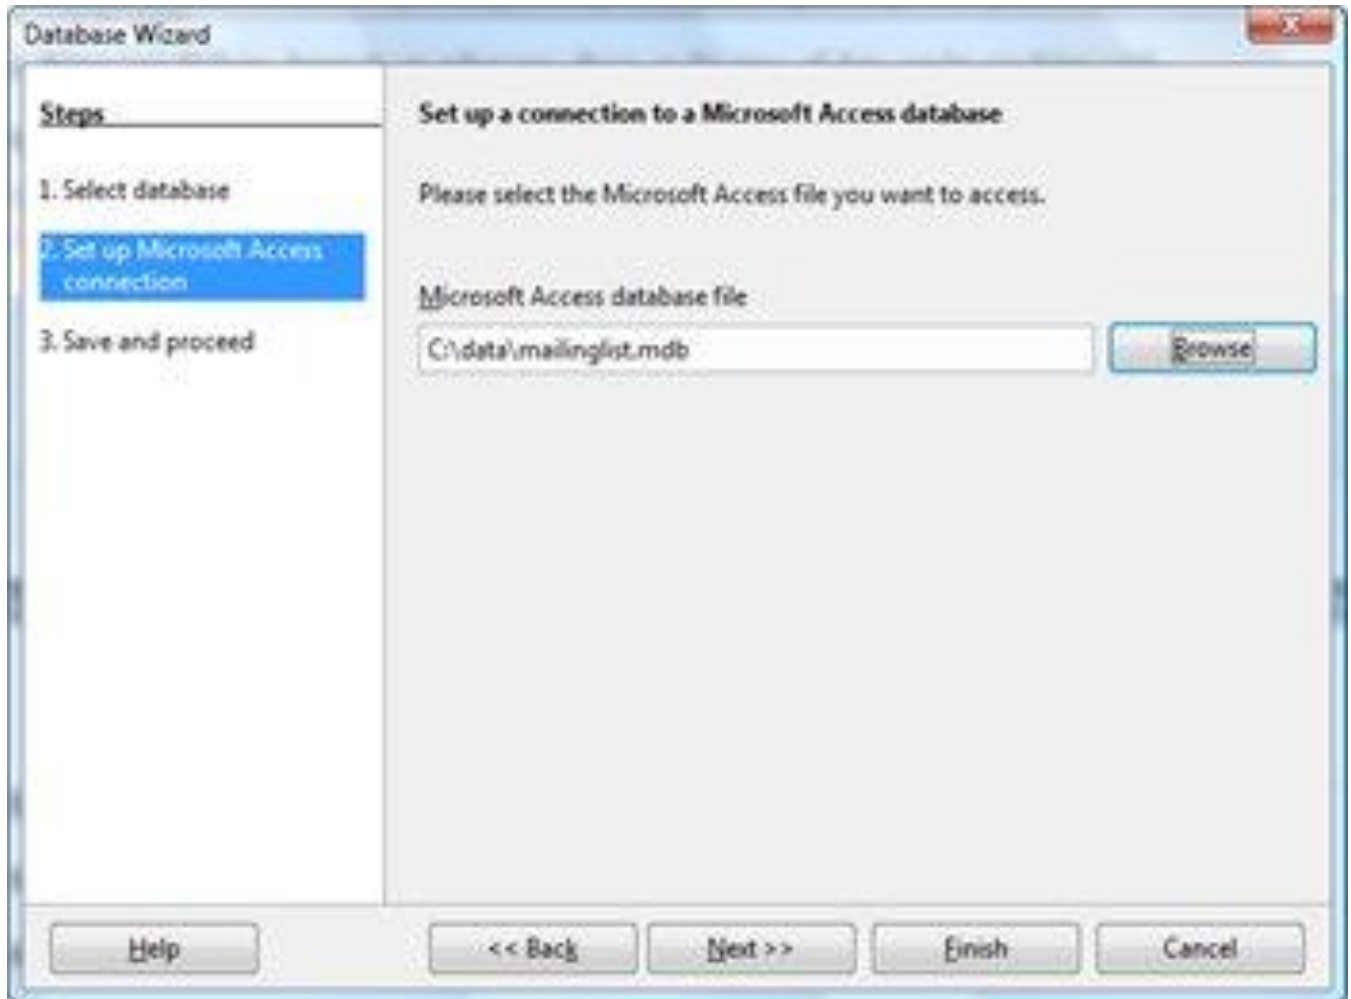 Database Wizard
Steps
1. Select database
2. Set up Microsoft Access
connection
3. Save and proceed
Set up a connection to a Microsoft Access database
Please select the Microsoft Access file you want to access.
Microsoft Access database file
C:\data\mailinglist.mdb
Browse
Help
<< Back
Next >>
Finish
Cancel